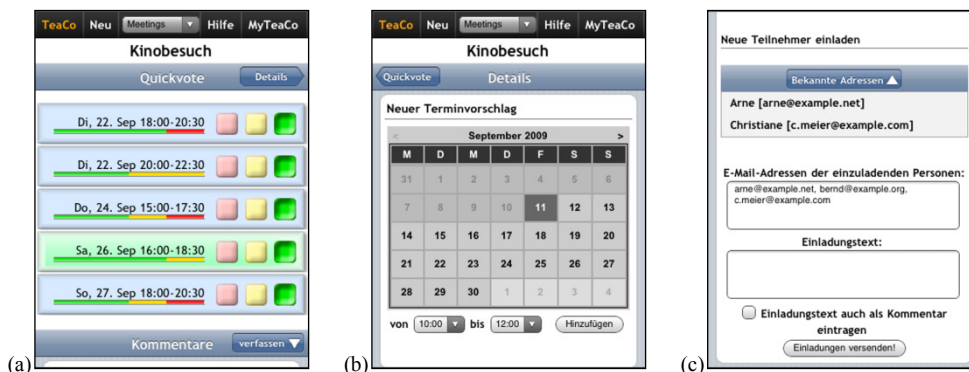 TeaCo Neu Meetings Hilfe MyTeaCo
Kinobesuch
Quickvote Details
Di, 22. Sep 18:00-20:30
Di, 22. Sep 20:00-22:30
Do, 24. Sep 15:00-17:30
Sa, 26. Sep 16:00-18:30
So, 27. Sep 18:00-20:30
Kommentare verfassen
(a)
TeaCo Neu Meetings Hilfe MyTeaCo
Kinobesuch
Quickvote Details
Neuer Terminvorschlag
< September 2009 >
M D M D F S S
31 1 2 3 4 5 6
7 8 9 10 11 12 13
14 15 16 17 18 19 20
21 22 23 24 25 26 27
28 29 30 1 2 3 4
von 10:00 bis 12:00 Hinzufügen
(b)
Neue Teilnehmer einladen
Bekannte Adressen
Arne [arne@example.net]
Christiane [c.meier@example.com]
E-Mail-Adressen der einzuladenden Personen:
arne@example.net, bernd@example.org,
c.meier@example.com
Einladungstext:
Einladungstext auch als Kommentar
eintragen
Einladungen versenden!
(c)